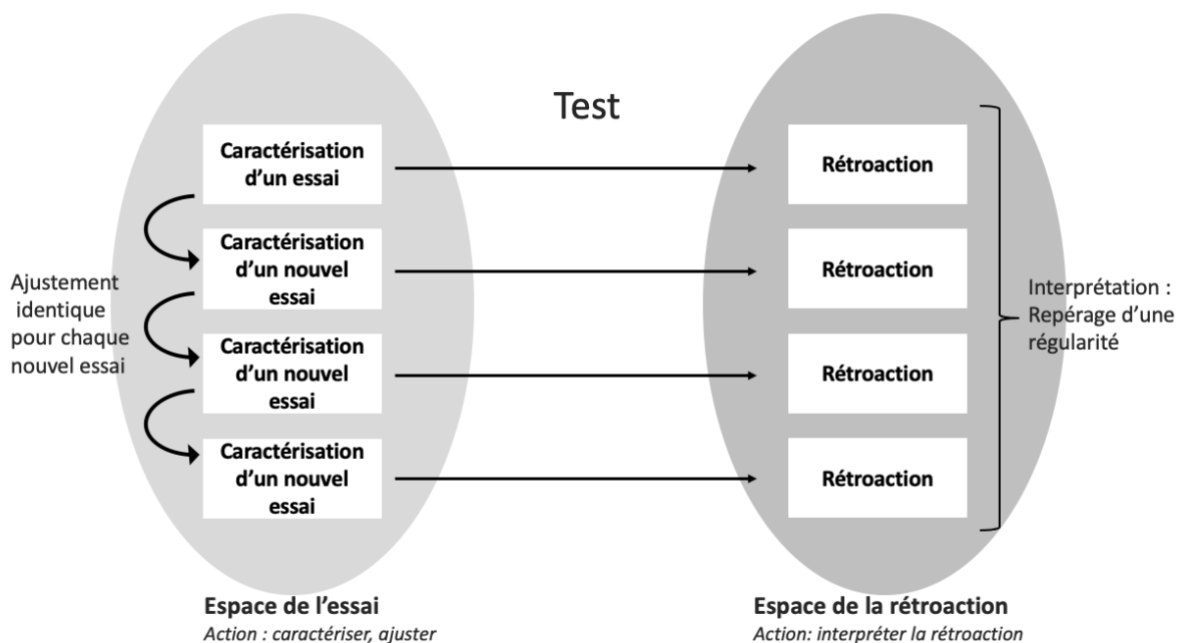 Test
Caractérisation
d'un essai
Rétroaction
Caractérisation
d'un nouvel
essai
Rétroaction
Ajustement
identique
pour chaque
nouvel essai
Interprétation :
Repérage d'une
régularité
Caractérisation
d'un nouvel
essai
Rétroaction
Caractérisation
d'un nouvel
essai
Rétroaction
Espace de l'essai
Action : caractériser, ajuster
Espace de la rétroaction
Action: interpréter la rétroaction